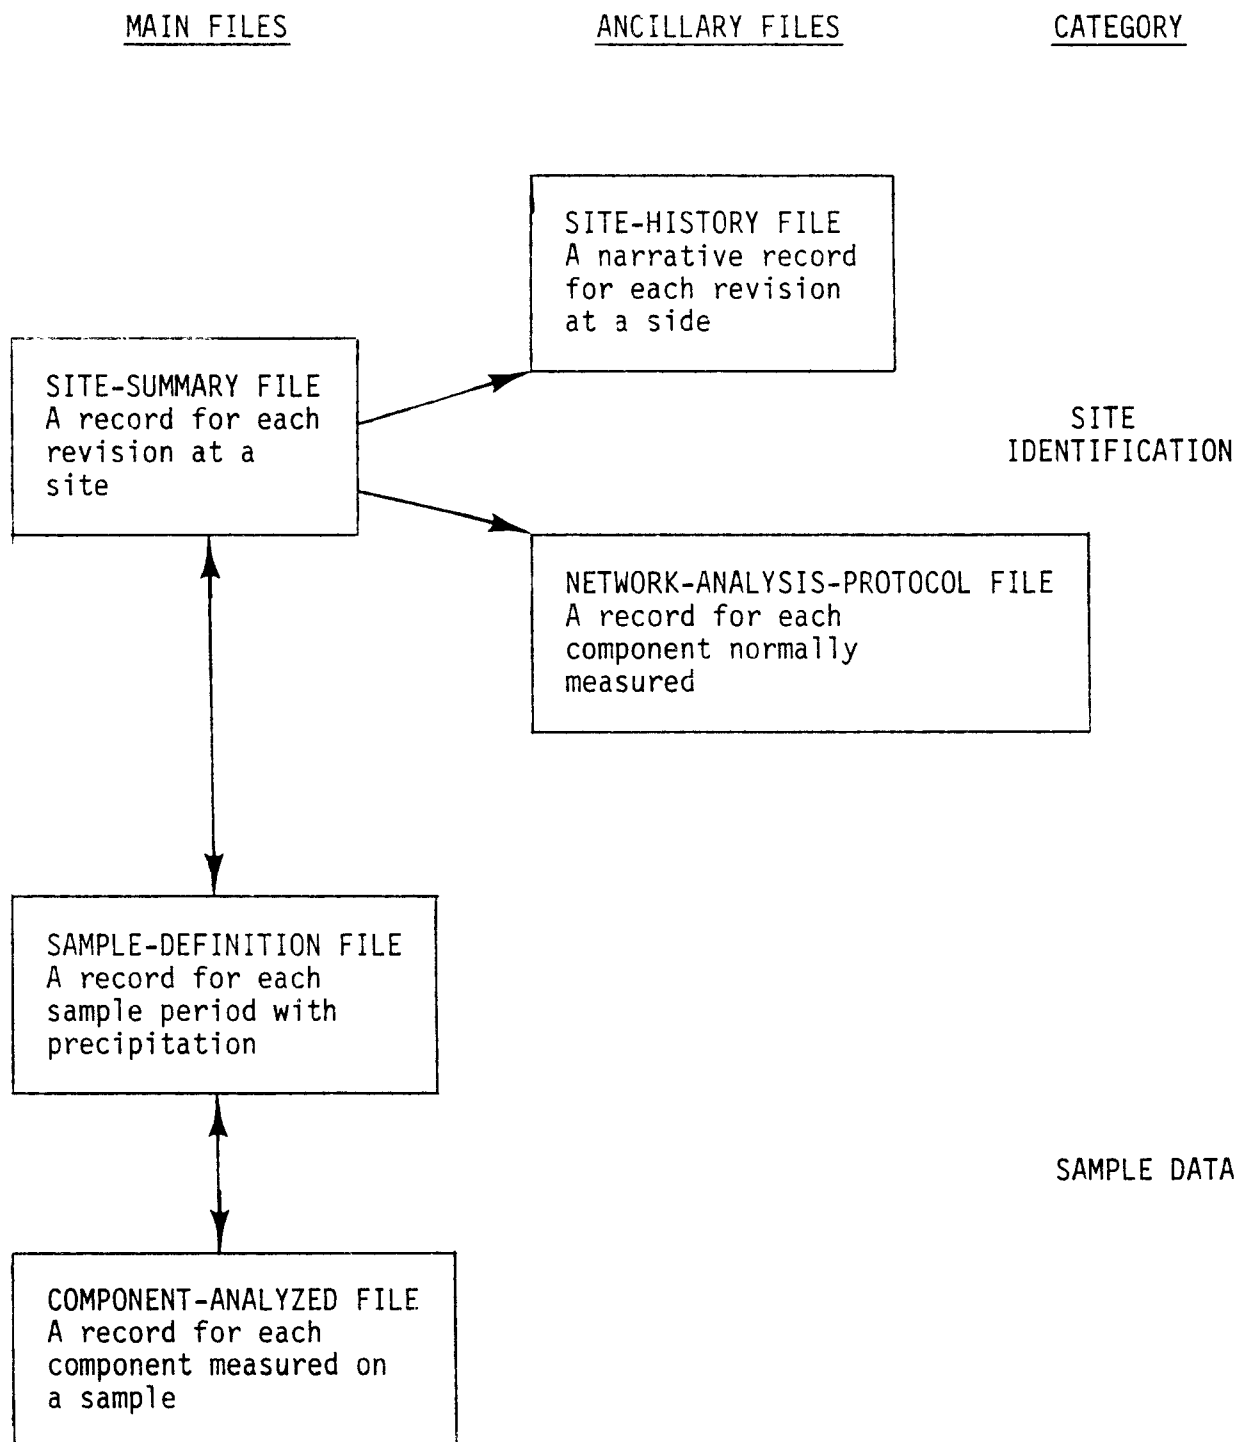 MAIN FILES
ANCILLARY FILES
CATEGORY
SITE-HISTORY FILE
A narrative record
for each revision
at a side
SITE-SUMMARY FILE
A record for each
revision at a
site
SITE
IDENTIFICATION
NETWORK-ANALYSIS-PROTOCOL FILE
A record for each
component normally
measured
SAMPLE-DEFINITION FILE
A record for each
sample period with
precipitation
SAMPLE DATA
COMPONENT-ANALYZED FILE
A record for each
component measured on
a sample